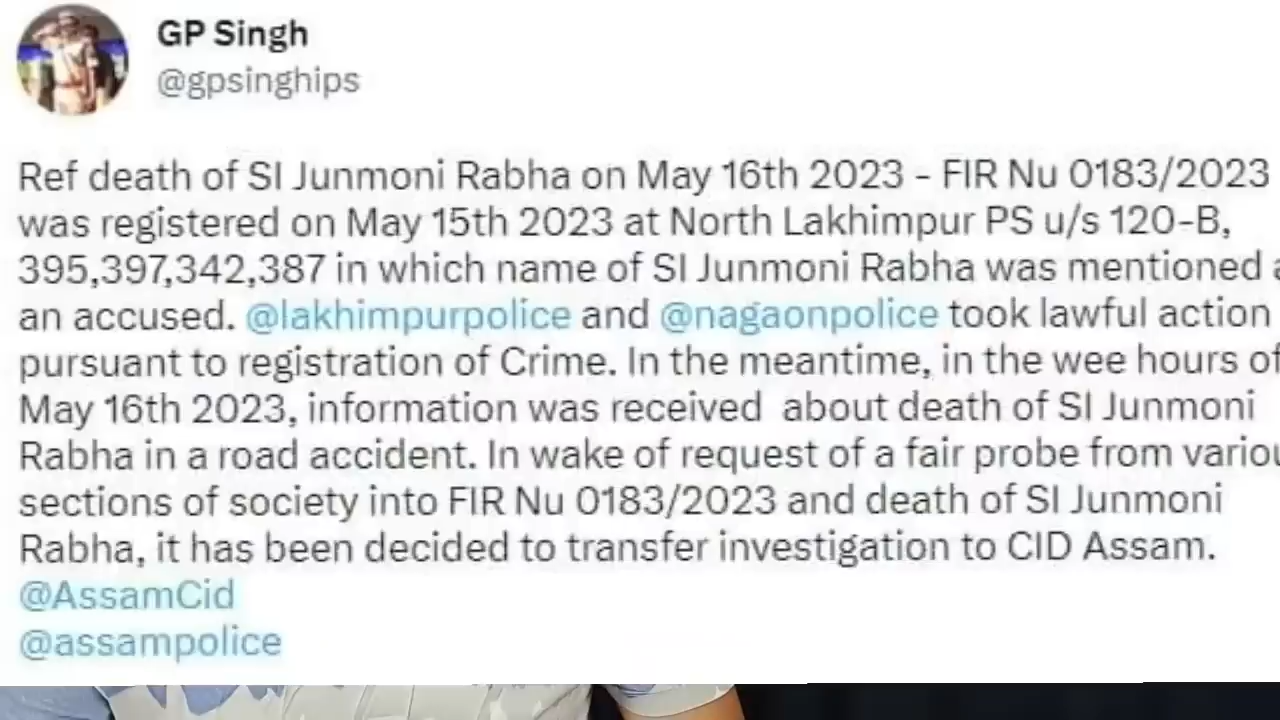 GP Singh
@gpsinghips
Ref death of SI Junmoni Rabha on May 16th 2023 - FIR Nu 0183/2023
was registered on May 15th 2023 at North Lakhimpur PS u/s 120-B,
395,397,342,387 in which name of SI Junmoni Rabha was mentioned
an accused. @lakhimpurpolice and @nagaonpolice took lawful action
pursuant to registration of Crime. In the meantime, in the wee hours of
May 16th 2023, information was received about death of SI Junmoni
Rabha in a road accident. In wake of request of a fair probe from
sections of society into FIR Nu 0183/2023 and death of SI Junmoni
Rabha, it has been decided to transfer investigation to CID Assam.
@AssamCid
@assampolice